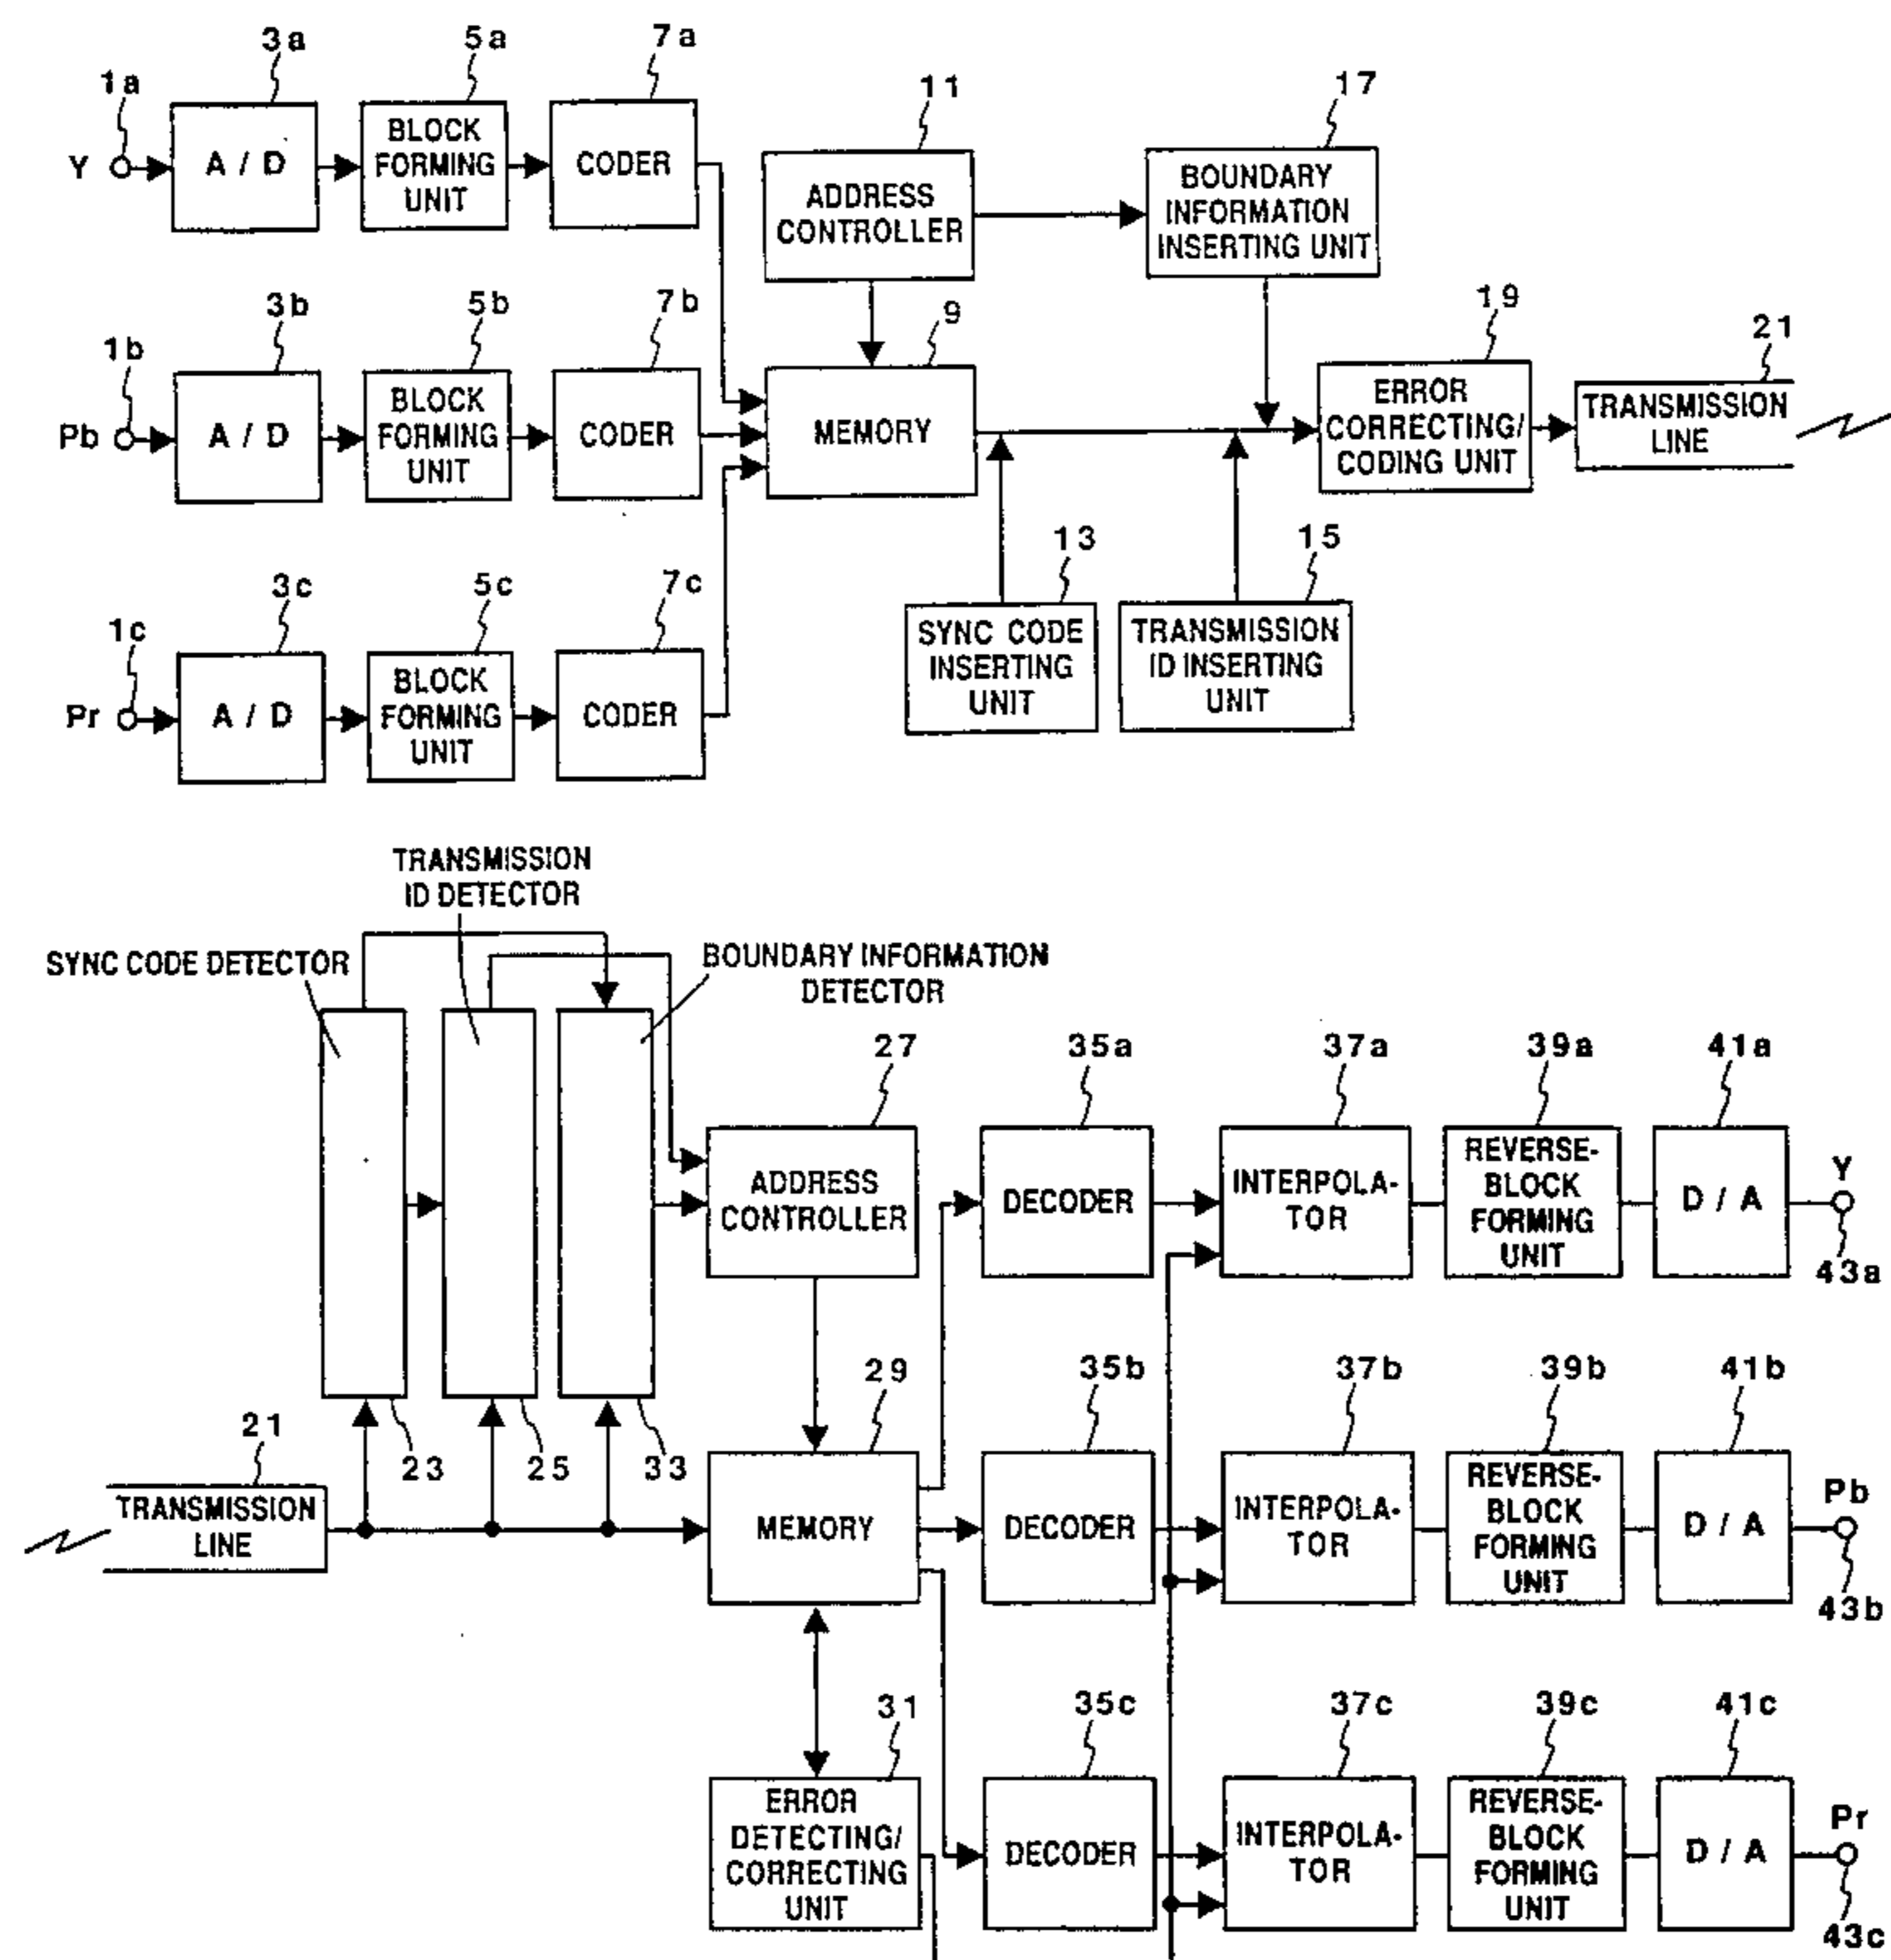 3a
5a
7a
1a
11
17
Y
A / D
BLOCK
FORMING
UNIT
CODER
ADDRESS
CONTROLLER
BOUNDARY
INFORMATION
INSERTING UNIT
3b
5b
7b
9
19
21
1b
Pb
A / D
BLOCK
FORMING
UNIT
CODER
MEMORY
ERROR
CORRECTING/
CODING UNIT
TRANSMISSION
LINE
13
15
3c
5c
7c
1c
Pr
A / D
BLOCK
FORMING
UNIT
CODER
SYNC CODE
INSERTING
UNIT
TRANSMISSION
ID INSERTING
UNIT
TRANSMISSION
ID DETECTOR
SYNC CODE DETECTOR
BOUNDARY INFORMATION
DETECTOR
27
35a
37a
39a
41a
ADDRESS
CONTROLLER
DECODER
INTERPOLA-
TOR
REVERSE-
BLOCK
FORMING
UNIT
D / A
Y
43a
29
35b
37b
39b
41b
21
23
25
33
TRANSMISSION
LINE
MEMORY
DECODER
INTERPOLA-
TOR
REVERSE-
BLOCK
FORMING
UNIT
D / A
Pb
43b
31
35c
37c
39c
41c
ERROR
DETECTING/
CORRECTING
UNIT
DECODER
INTERPOLA-
TOR
REVERSE-
BLOCK
FORMING
UNIT
D / A
Pr
43c